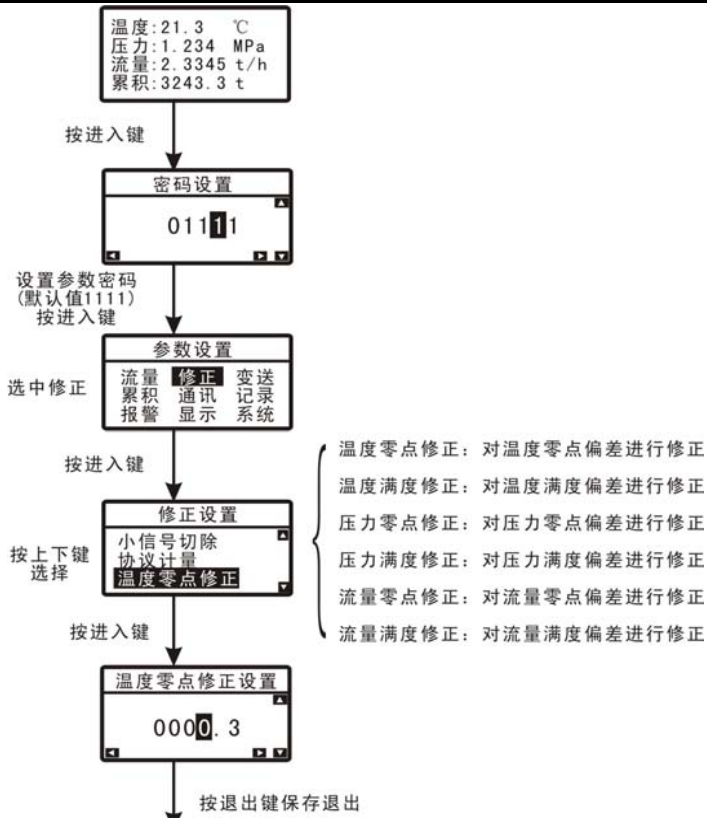 温度:21.3 ℃
压力:1.234 MPa
流量:2.3345 t/h
累积:3243.3 t
按进入键
密码设置
01111
设置参数密码
(默认值1111)
按进入键
参数设置
选中修正
流量 修正 变送
累积 通讯 记录
报警 显示 系统
按进入键
修正设置
按上下键
选择
小信号切除
协议计量
温度零点修正
温度零点修正：对温度零点偏差进行修正
温度满度修正：对温度满度偏差进行修正
压力零点修正：对压力零点偏差进行修正
压力满度修正：对压力满度偏差进行修正
流量零点修正：对流量零点偏差进行修正
流量满度修正：对流量满度偏差进行修正
按进入键
温度零点修正设置
0000.3
按退出键保存退出